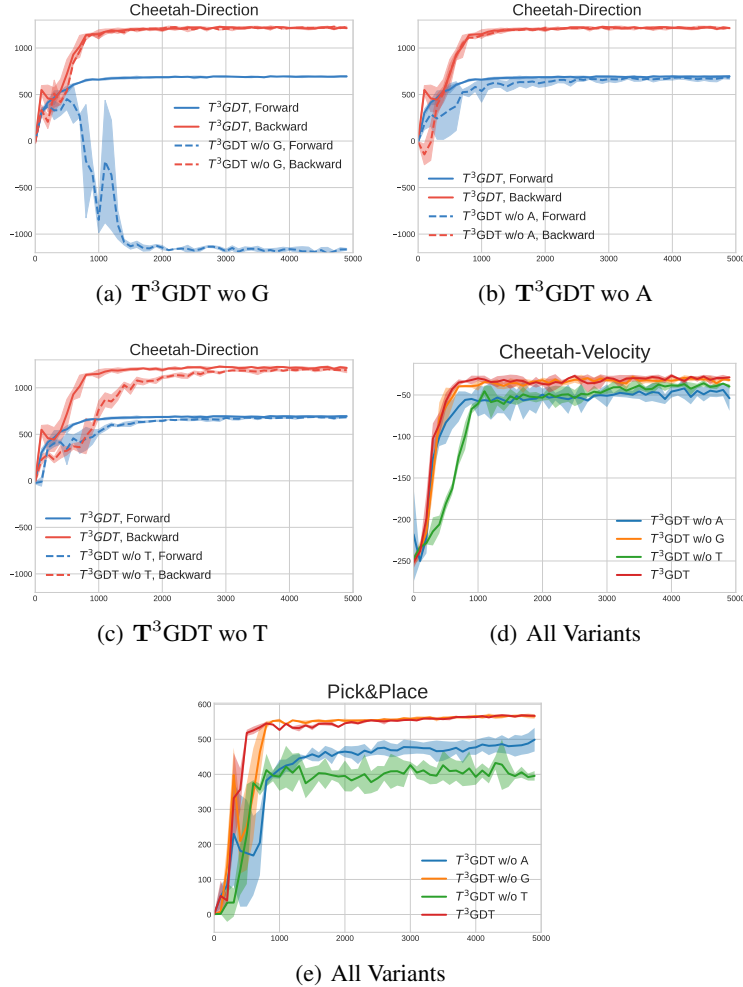 Cheetah-Direction
1000
500
0
−500
−1000
T³GDT, Forward
T³GDT, Backward
T³GDT w/o G, Forward
T³GDT w/o G, Backward
0 1000 2000 3000 4000 5000
(a) T³GDT wo G
Cheetah-Direction
1000
500
0
−500
−1000
T³GDT, Forward
T³GDT, Backward
T³GDT w/o A, Forward
T³GDT w/o A, Backward
0 1000 2000 3000 4000 5000
(b) T³GDT wo A
Cheetah-Direction
1000
500
0
−500
−1000
T³GDT, Forward
T³GDT, Backward
T³GDT w/o T, Forward
T³GDT w/o T, Backward
0 1000 2000 3000 4000 5000
(c) T³GDT wo T
Cheetah-Velocity
−50
−100
−150
−200
−250
T³GDT w/o A
T³GDT w/o G
T³GDT w/o T
T³GDT
0 1000 2000 3000 4000 5000
(d) All Variants
Pick&Place
600
500
400
300
200
100
0
T³GDT w/o A
T³GDT w/o G
T³GDT w/o T
T³GDT
0 1000 2000 3000 4000 5000
(e) All Variants